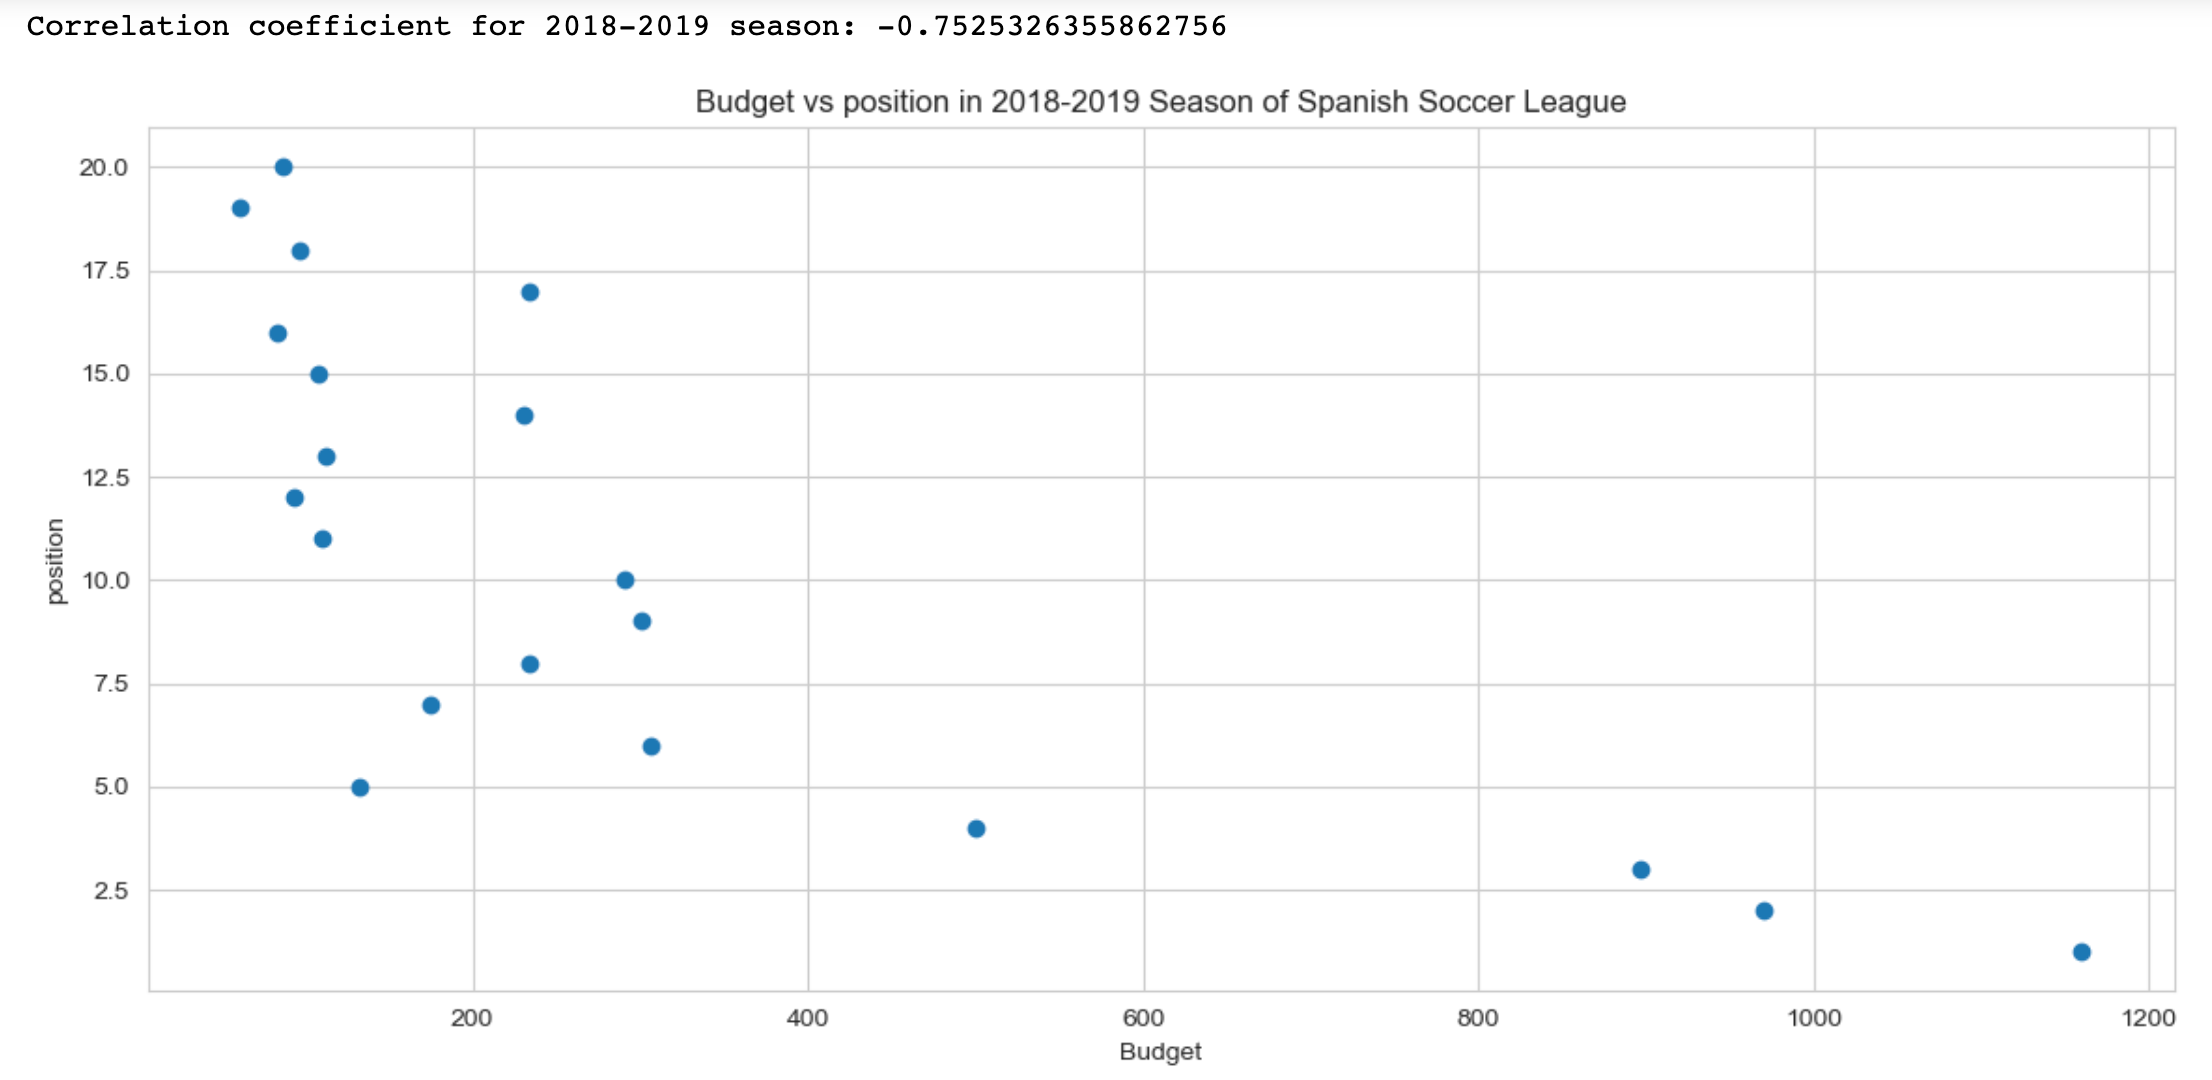 Correlation coefficient for 2018-2019 season: -0.7525326355862756
Budget vs position in 2018-2019 Season of Spanish Soccer League
20.0
17.5
15.0
12.5
10.0
7.5
5.0
2.5
position
200 400 600 800 1000 1200
Budget